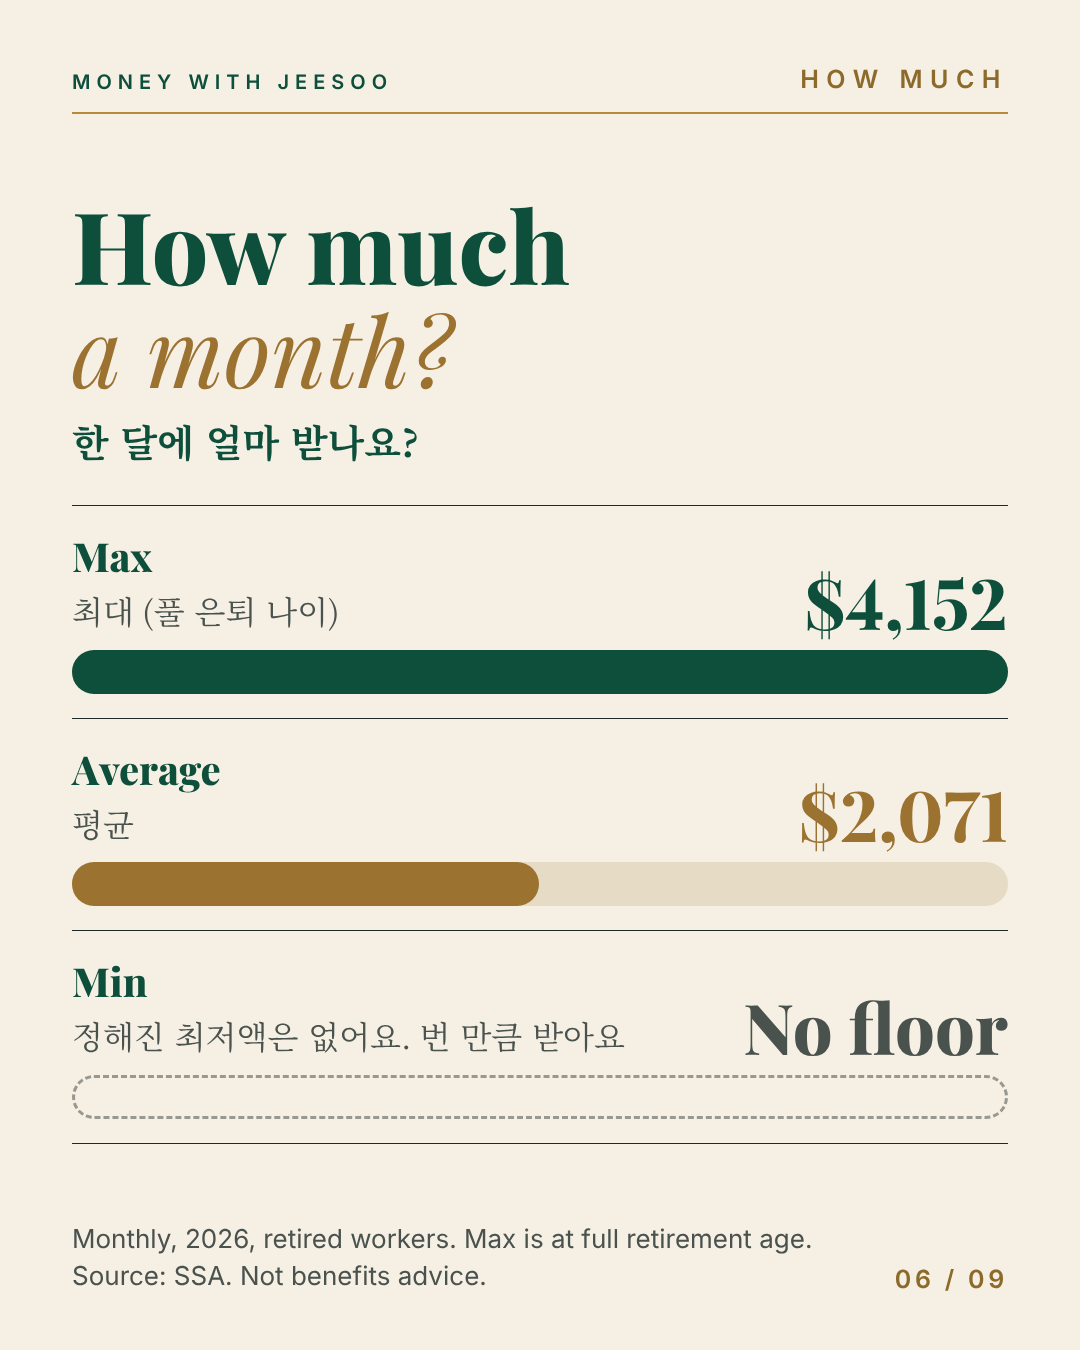 MONEY WITH JEESOO
HOW MUCH
How much
a month?
한 달에 얼마 받나요?
Max
최대 (풀 은퇴 나이)
$4,152
Average
평균
$2,071
Min
정해진 최저액은 없어요. 번 만큼 받아요
No floor
Monthly, 2026, retired workers. Max is at full retirement age.
Source: SSA. Not benefits advice.
06 / 09